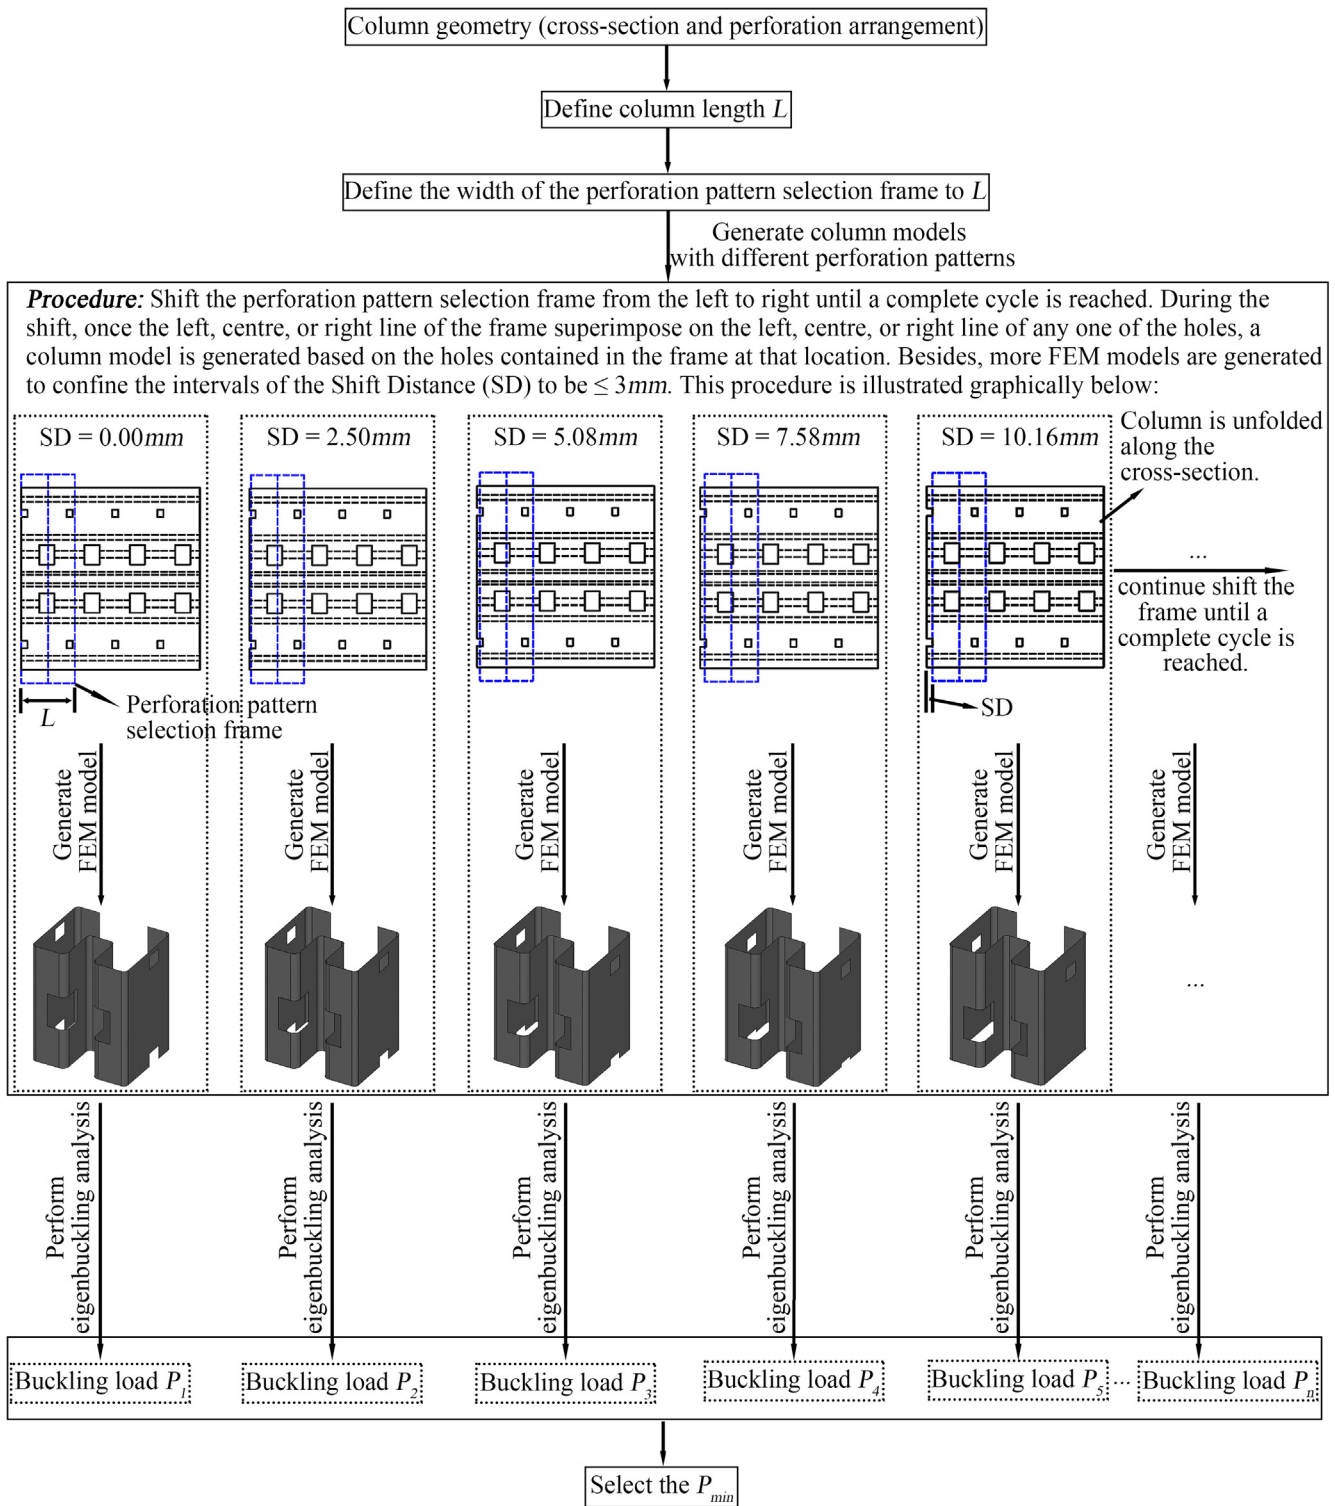 Column geometry (cross-section and perforation arrangement)
Define column length L
Define the width of the perforation pattern selection frame to L
Generate column models
with different perforation patterns
Procedure: Shift the perforation pattern selection frame from the left to right until a complete cycle is reached. During the
shift, once the left, centre, or right line of the frame superimpose on the left, centre, or right line of any one of the holes, a
column model is generated based on the holes contained in the frame at that location. Besides, more FEM models are generated
to confine the intervals of the Shift Distance (SD) to be ≤ 3mm. This procedure is illustrated graphically below:
SD = 0.00mm
SD = 2.50mm
SD = 5.08mm
SD = 7.58mm
SD = 10.16mm
Column is unfolded
along the
cross-section.
...
continue shift the
frame until a
complete cycle is
reached.
L
Perforation pattern
selection frame
SD
Generate
FEM model
Generate
FEM model
Generate
FEM model
Generate
FEM model
Generate
FEM model
Generate
FEM model
...
Perform
eigenbuckling analysis
Perform
eigenbuckling analysis
Perform
eigenbuckling analysis
Perform
eigenbuckling analysis
Perform
eigenbuckling analysis
Perform
eigenbuckling analysis
Buckling load P1
Buckling load P2
Buckling load P3
Buckling load P4
Buckling load P5
...
Buckling load Pn
Select the Pmin